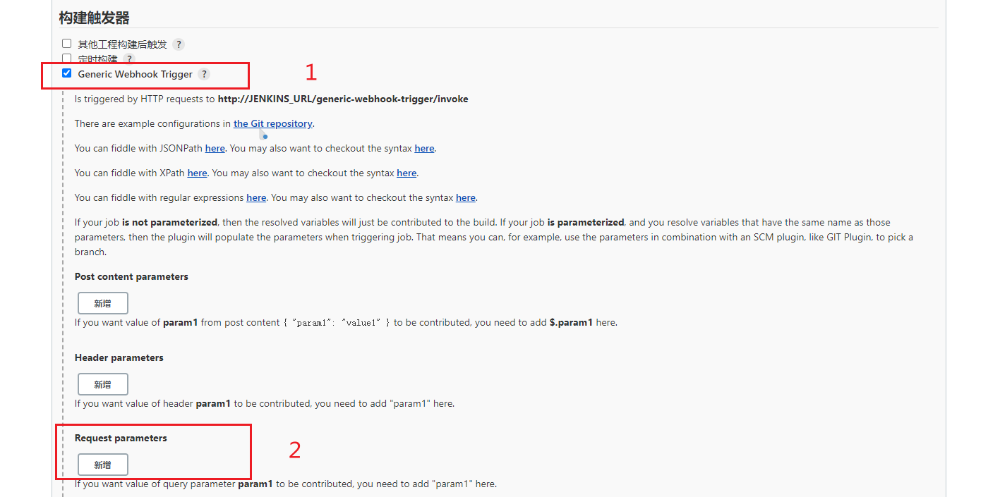 构建触发器
其他工程构建后触发 ?
定时构建 ?
Generic Webhook Trigger ?
1
Is triggered by HTTP requests to http://JENKINS_URL/generic-webhook-trigger/invoke
There are example configurations in the Git repository.
You can fiddle with JSONPath here. You may also want to checkout the syntax here.
You can fiddle with XPath here. You may also want to checkout the syntax here.
You can fiddle with regular expressions here. You may also want to checkout the syntax here.
If your job is not parameterized, then the resolved variables will just be contributed to the build. If your job is parameterized, and you resolve variables that have the same name as those
parameters, then the plugin will populate the parameters when triggering job. That means you can, for example, use the parameters in combination with an SCM plugin, like GIT Plugin, to pick a
branch.
Post content parameters
新增
If you want value of param1 from post content { "param1": "value1" } to be contributed, you need to add $.param1 here.
Header parameters
新增
If you want value of header param1 to be contributed, you need to add "param1" here.
Request parameters
2
新增
If you want value of query parameter param1 to be contributed, you need to add "param1" here.